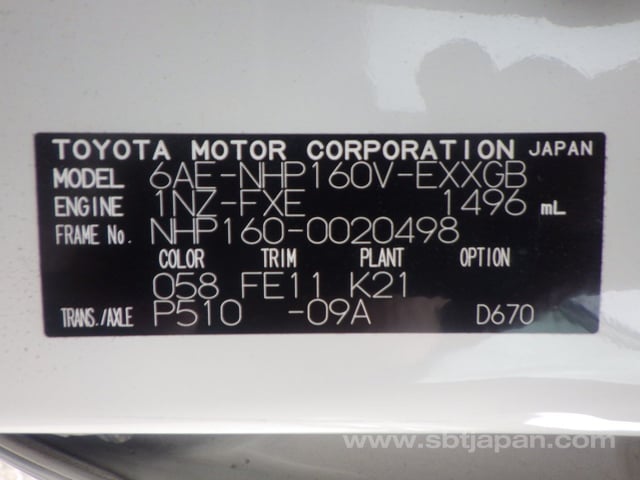 TOYOTA MOTOR CORPORATION JAPAN
MODEL 6AE-NHP160V-EXXGB
ENGINE 1NZ-FXE 1496 mL
FRAME No. NHP160-0020498
COLOR TRIM PLANT OPTION
058 FE11 K21
TRANS./AXLE P510 -09A D670
www.sbtjapan.com